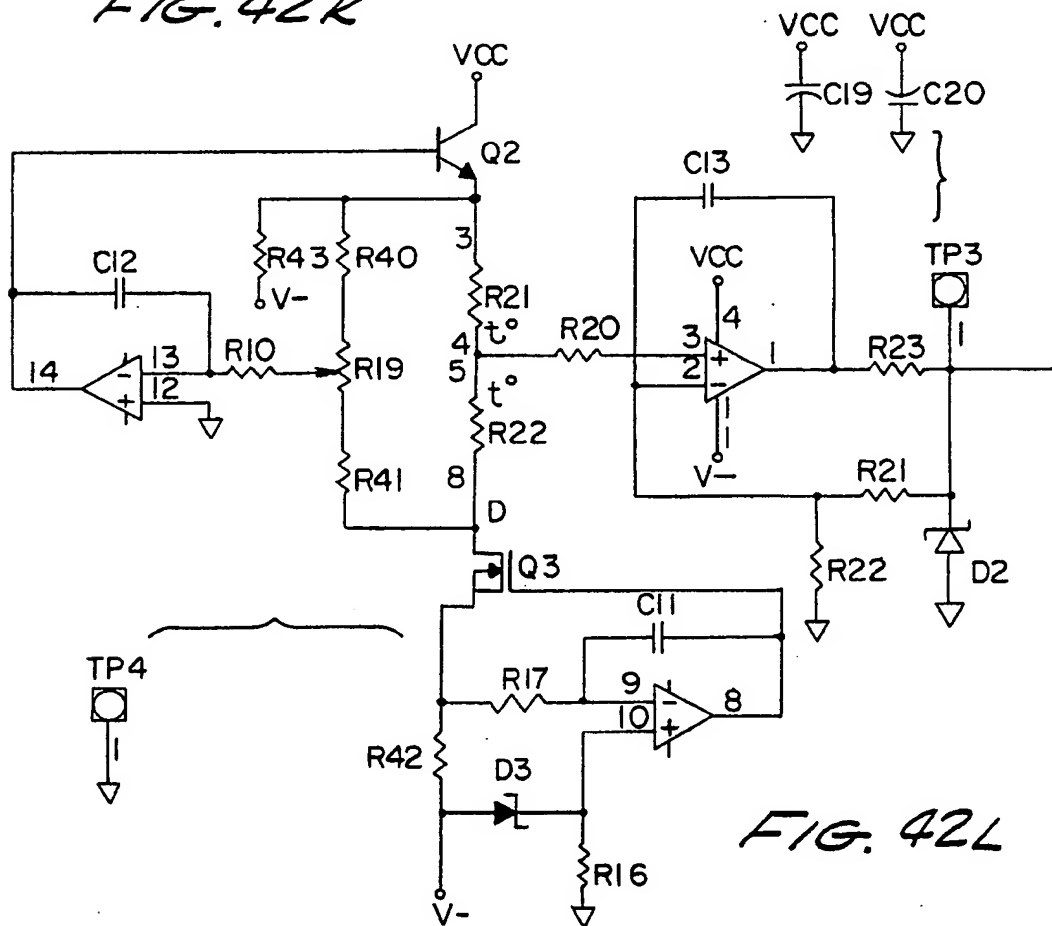 FIG. 42K
VCC
VCC VCC
C19 C20
Q2
C13
3
R43 R40
C12
VCC
TP3
V-
R21
t°
4
R20
3
4
1
R23
1
13
R10
R19
4
5
14
2
12
t°
R22
1
1
V-
R21
R41
8
D
R22
D2
Q3
C11
TP4
R17
9
8
10
1
R42
D3
R16
V-
FIG. 42L